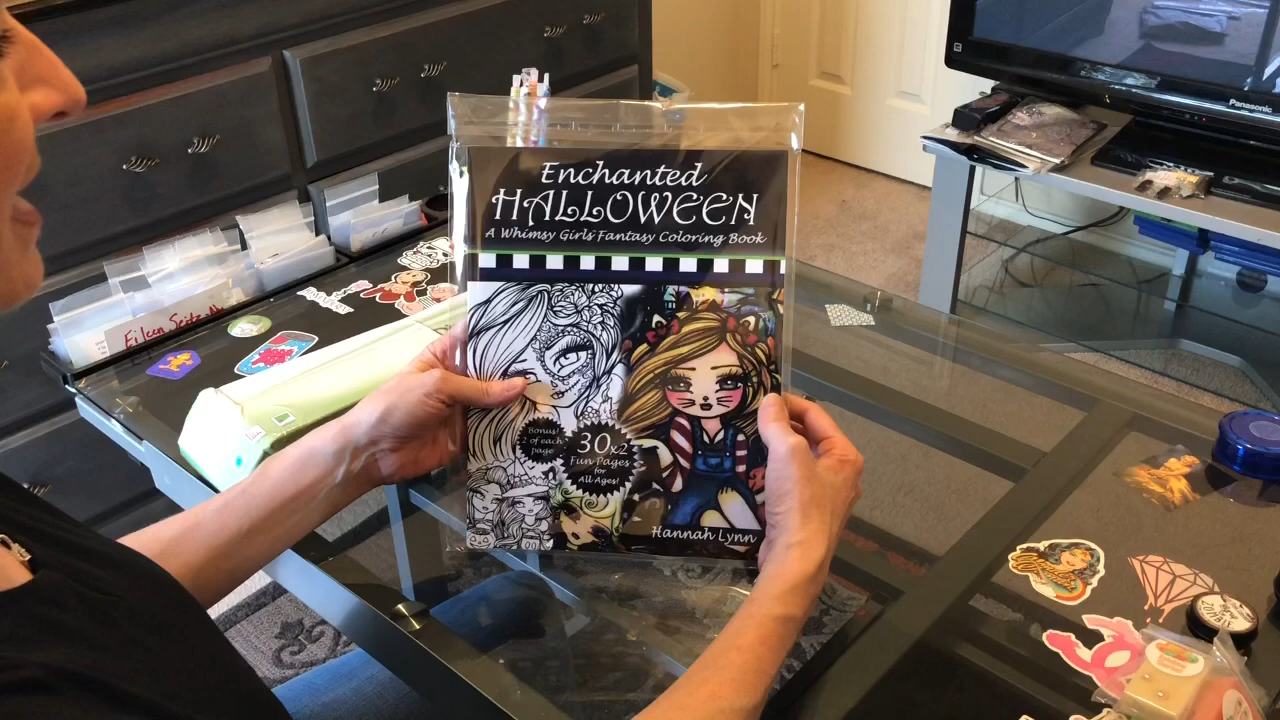 Enchanted
HALLOWEEN
A Whimsy Girls Fantasy Coloring Book
Bonus!
2 of each
page
30x2
Fun Pages
for
All Ages!
Hannah Lynn
Panasonic
ZOMBIE